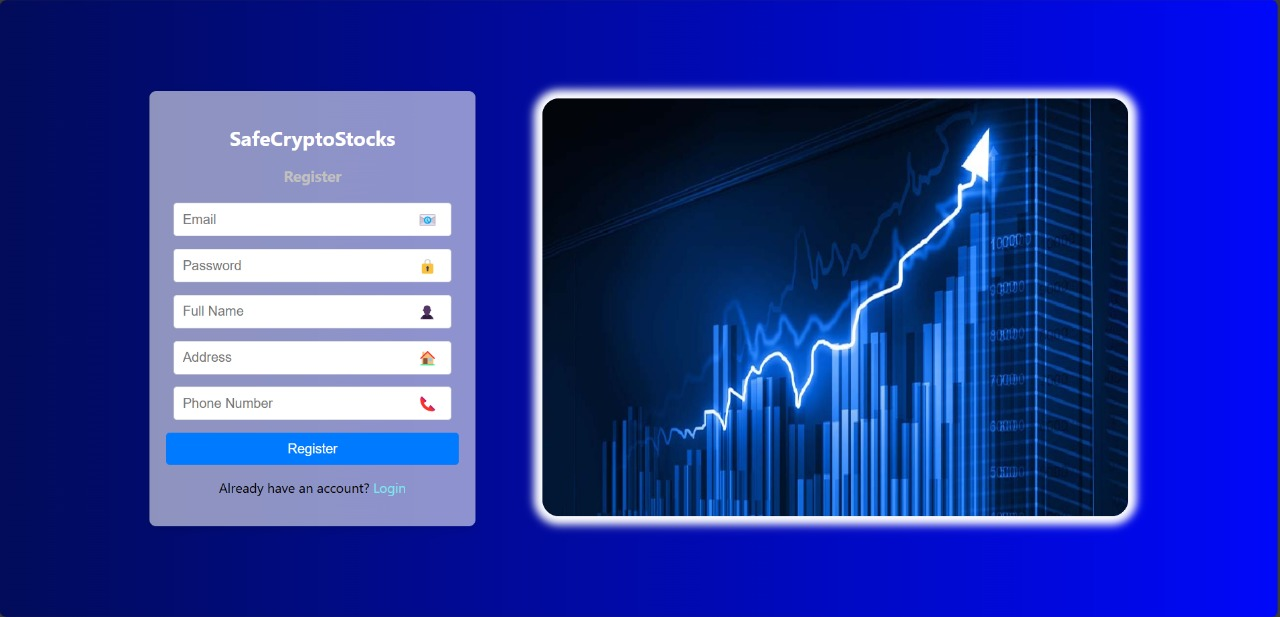 SafeCryptoStocks
Register
Email
Password
Full Name
Address
Phone Number
Register
Already have an account? Login